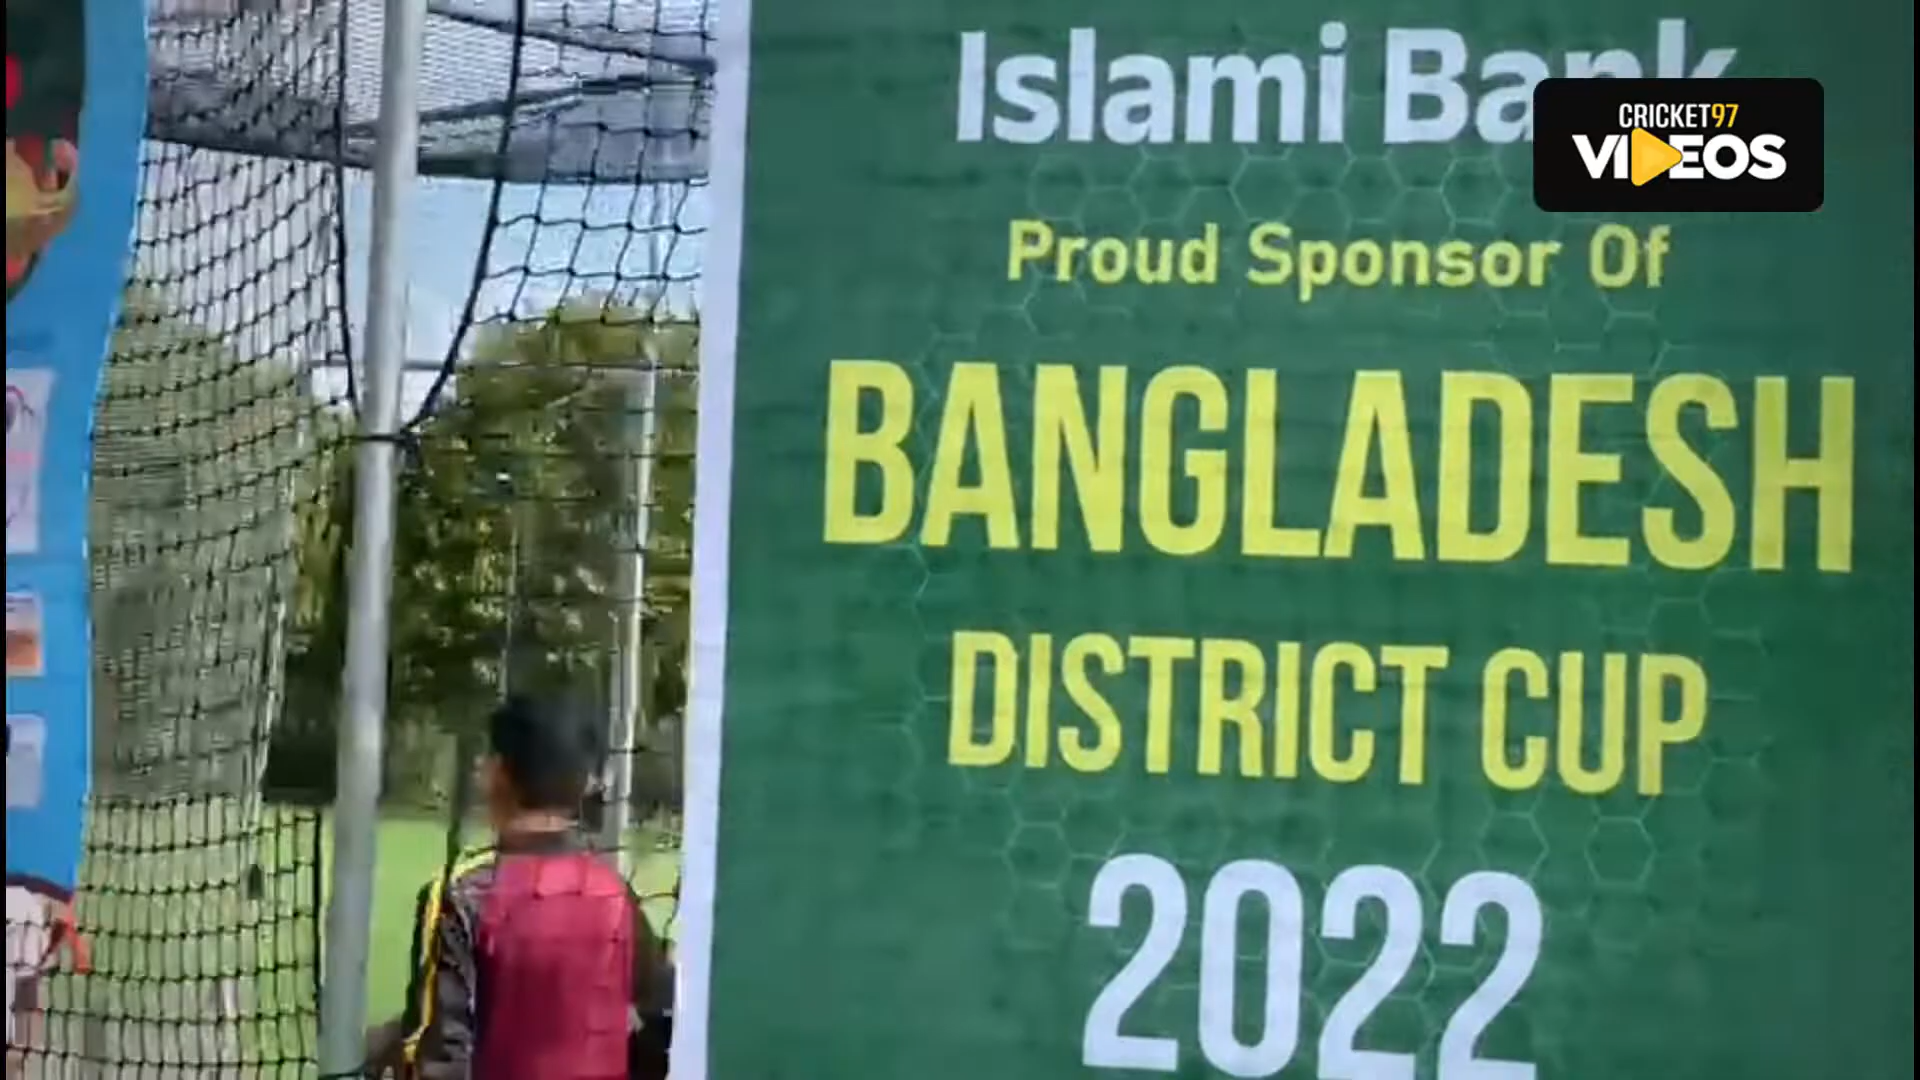 Islami Bank
CRICKET97
VIDEOS
Proud Sponsor Of
BANGLADESH
DISTRICT CUP
2022